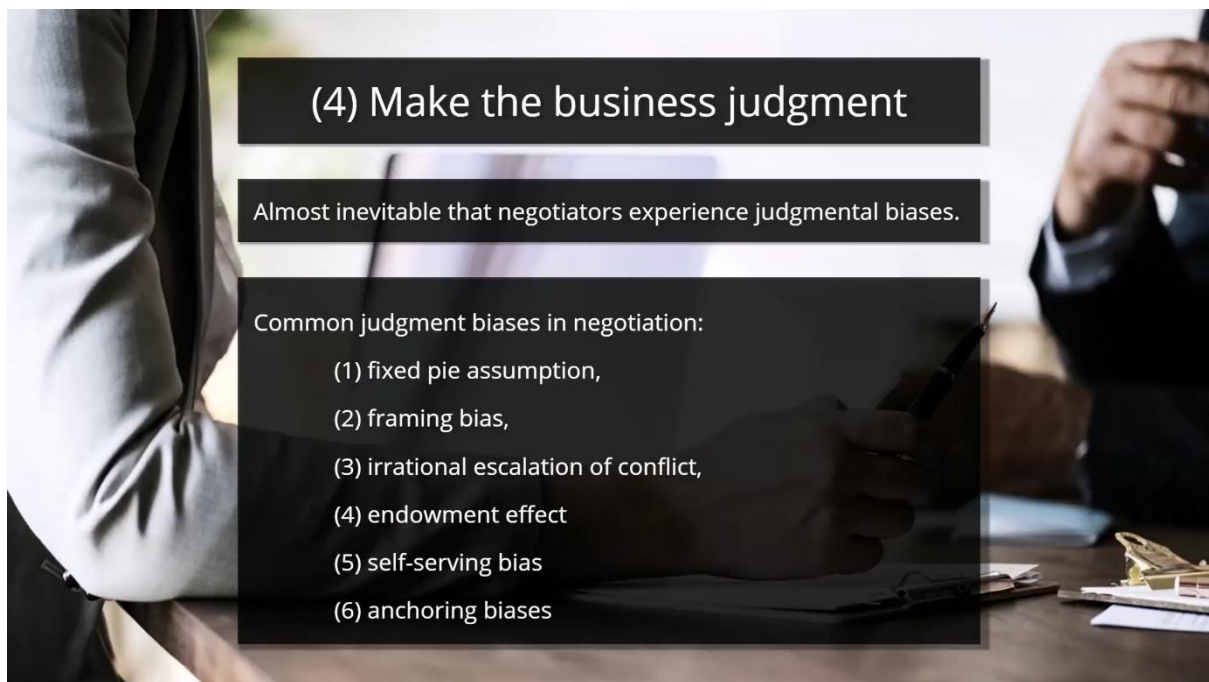 (4) Make the business judgment
Almost inevitable that negotiators experience judgmental biases.
Common judgment biases in negotiation:
(1) fixed pie assumption,
(2) framing bias,
(3) irrational escalation of conflict,
(4) endowment effect
(5) self-serving bias
(6) anchoring biases